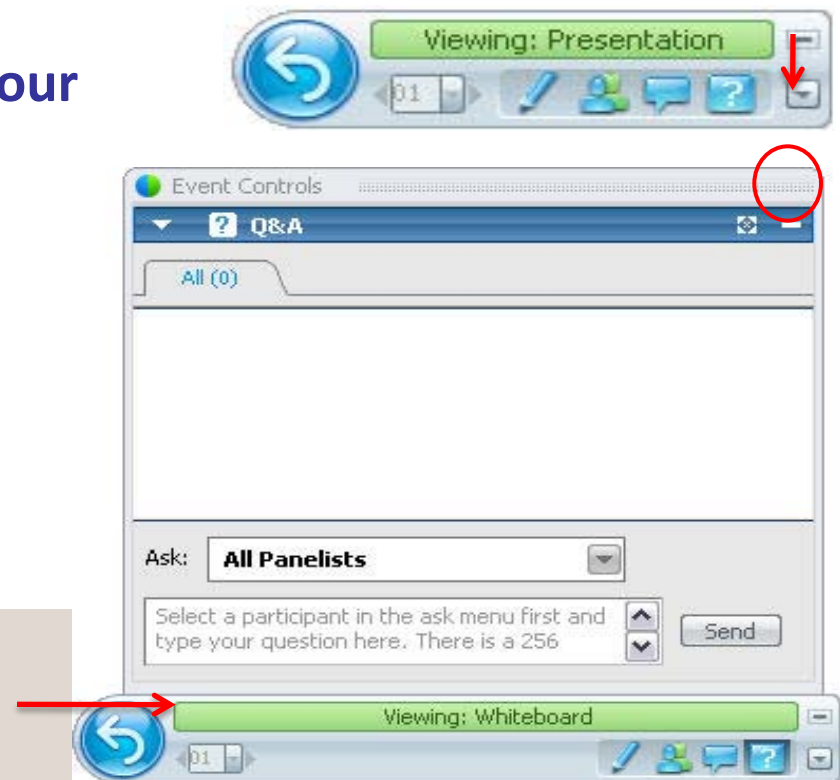 our
Viewing: Presentation
01
?
Event Controls
? Q&A
All (0)
Ask: All Panelists
Select a participant in the ask menu first and
type your question here. There is a 256
Send
Viewing: Whiteboard
01
?